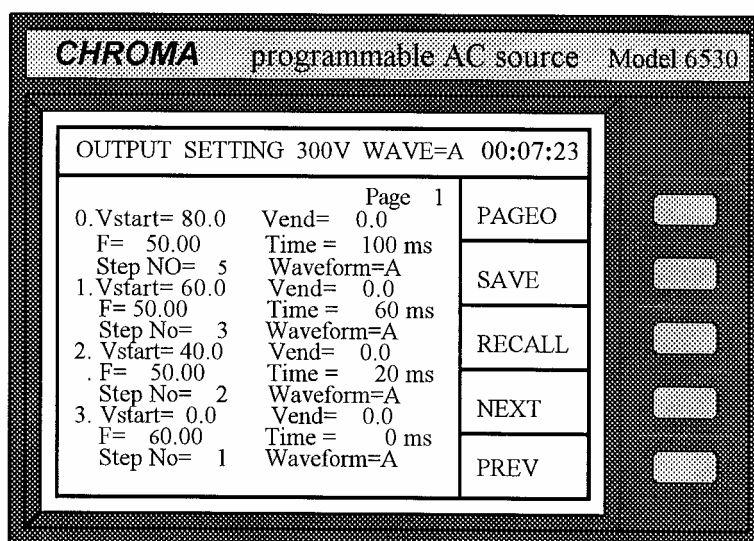 CHROMA programmable AC source Model 6530
OUTPUT SETTING 300V WAVE=A 00:07:23
Page 1
0.Vstart= 80.0 Vend= 0.0
F= 50.00 Time = 100 ms
Step NO= 5 Waveform=A
1.Vstart= 60.0 Vend= 0.0
F= 50.00 Time = 60 ms
Step No= 3 Waveform=A
2. Vstart= 40.0 Vend= 0.0
. F= 50.00 Time = 20 ms
Step No= 2 Waveform=A
3. Vstart= 0.0 Vend= 0.0
F= 60.00 Time = 0 ms
Step No= 1 Waveform=A
PAGEO
SAVE
RECALL
NEXT
PREV